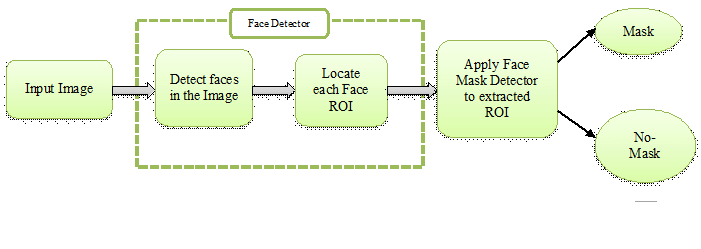 Face Detector
Input Image
Detect faces
in the Image
Locate
each Face
ROI
Apply Face
Mask Detector
to extracted
ROI
Mask
No-
Mask